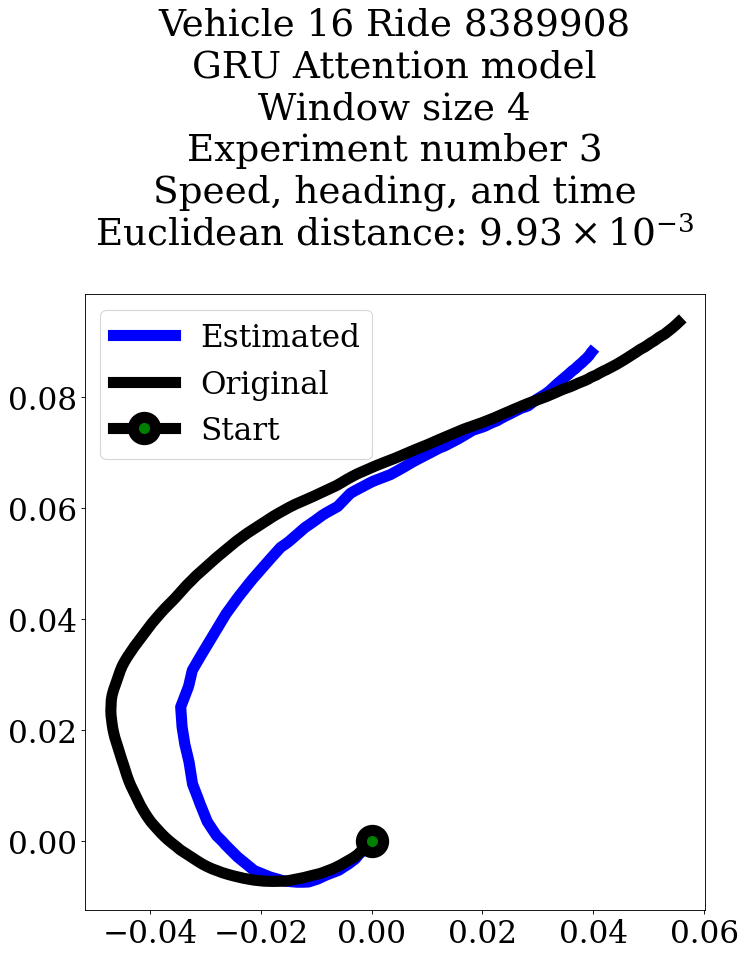 Vehicle 16 Ride 8389908
GRU Attention model
Window size 4
Experiment number 3
Speed, heading, and time
Euclidean distance: 9.93 × 10⁻³
Estimated
Original
Start
0.08
0.06
0.04
0.02
0.00
−0.04 −0.02 0.00 0.02 0.04 0.06